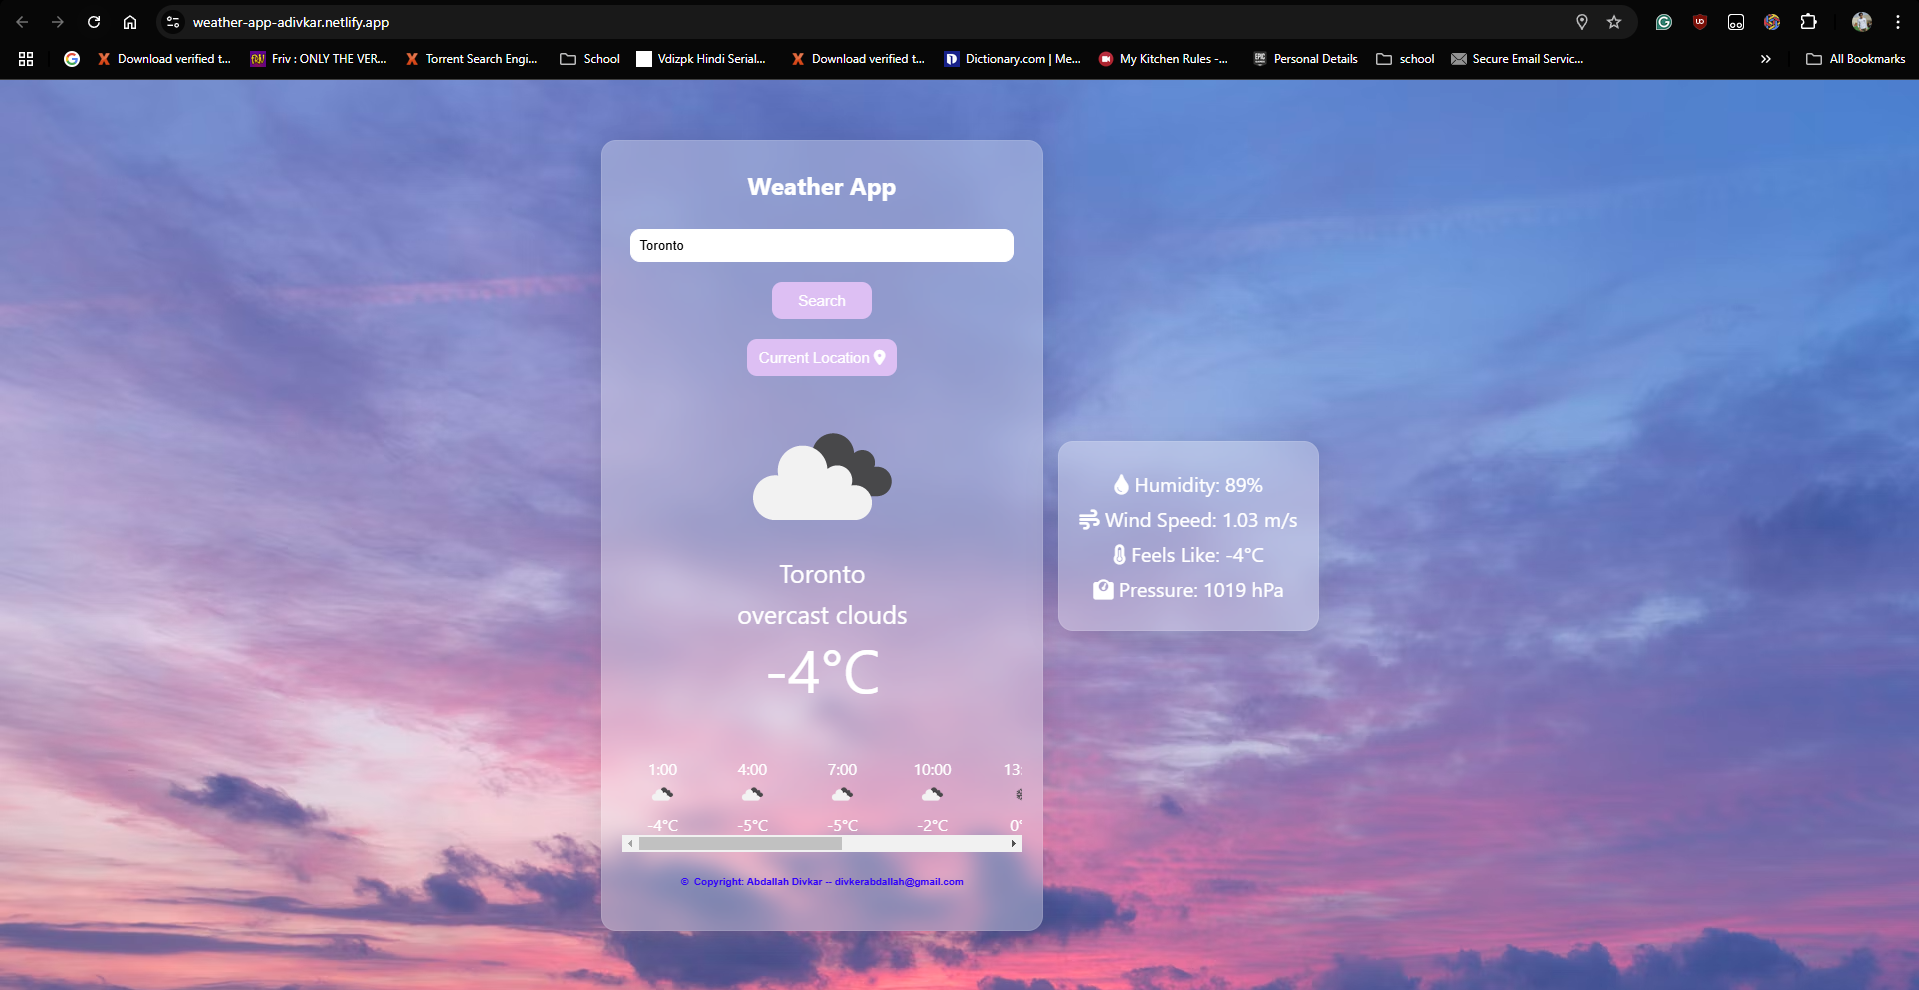 weather-app-adivkar.netlify.app
Download verified t... Friv : ONLY THE VER... Torrent Search Engi... School Vdizpk Hindi Serial... Download verified t... Dictionary.com | Me... My Kitchen Rules -... Personal Details school Secure Email Servic... » All Bookmarks
Weather App
Toronto
Search
Current Location
Toronto
overcast clouds
-4°C
1:00 4:00 7:00 10:00 13:
-4°C -5°C -5°C -2°C 0°
© Copyright: Abdallah Divkar -- divkerabdallah@gmail.com
Humidity: 89%
Wind Speed: 1.03 m/s
Feels Like: -4°C
Pressure: 1019 hPa